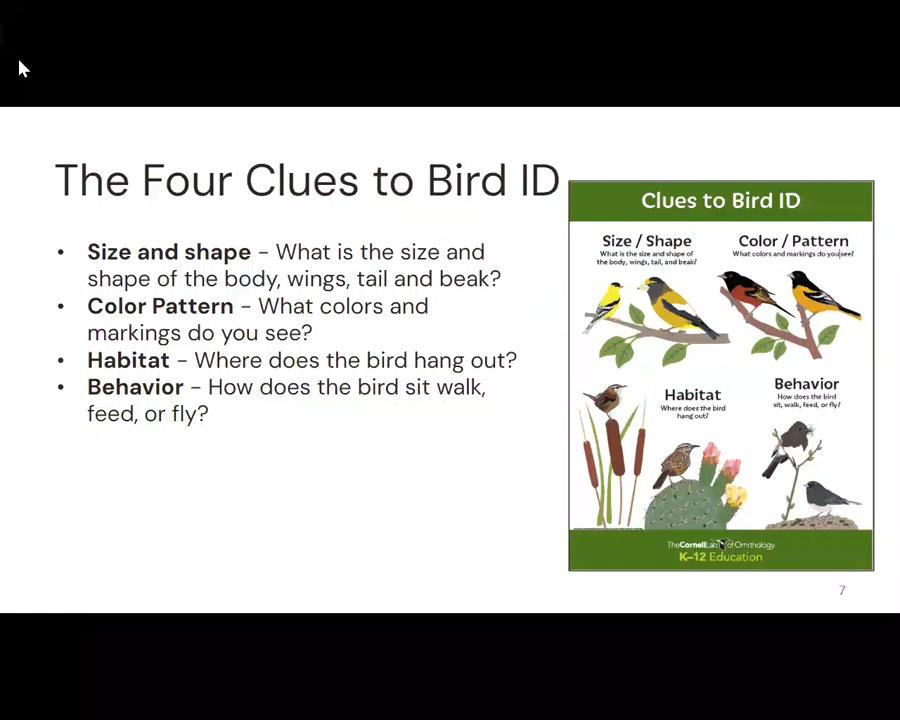 The Four Clues to Bird ID
• Size and shape – What is the size and
shape of the body, wings, tail and beak?
• Color Pattern – What colors and
markings do you see?
• Habitat – Where does the bird hang out?
• Behavior – How does the bird sit walk,
feed, or fly?
Clues to Bird ID
Size / Shape
What is the size and shape of
the body, wings, tail, and beak?
Color / Pattern
What colors and markings do you see?
Habitat
Where does the bird
hang out?
Behavior
How does the bird
sit, walk, feed, or fly?
TheCornellLab of Ornithology
K–12 Education
7